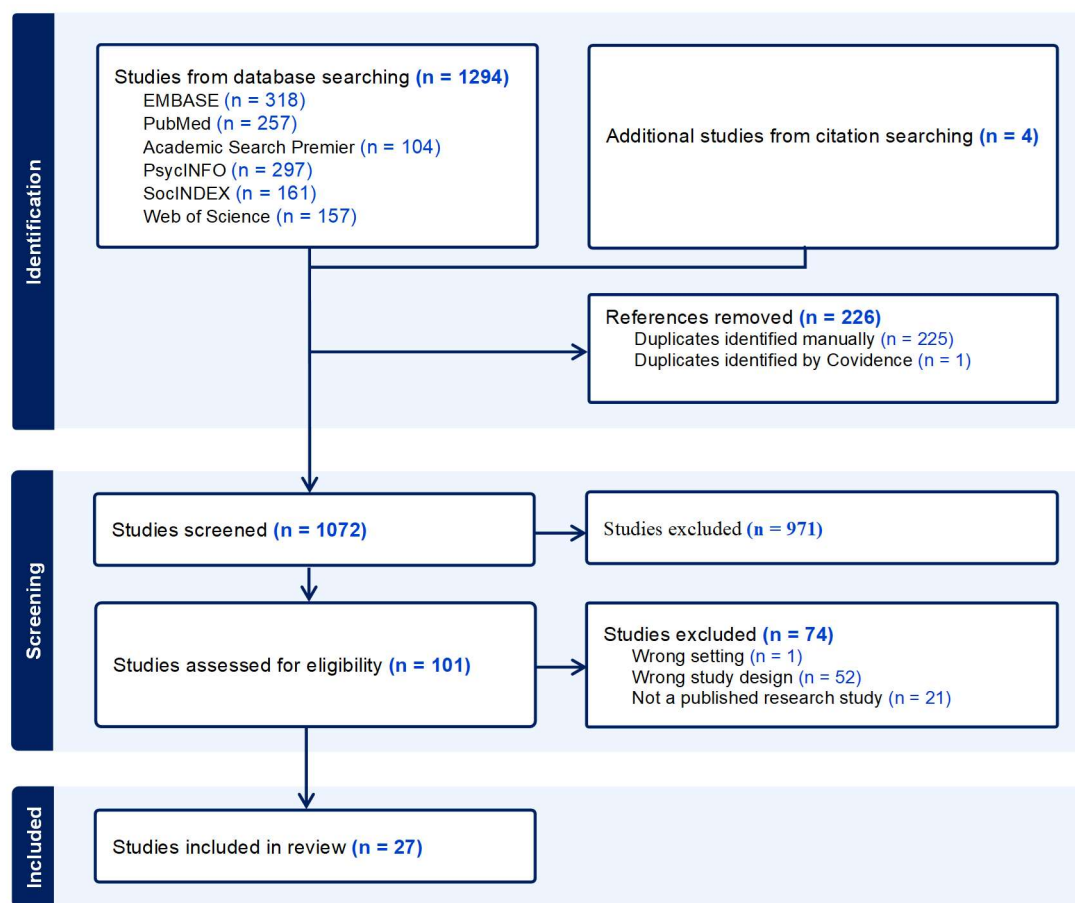 Identification
Studies from database searching (n = 1294)
EMBASE (n = 318)
PubMed (n = 257)
Academic Search Premier (n = 104)
PsycINFO (n = 297)
SocINDEX (n = 161)
Web of Science (n = 157)
Additional studies from citation searching (n = 4)
References removed (n = 226)
Duplicates identified manually (n = 225)
Duplicates identified by Covidence (n = 1)
Screening
Studies screened (n = 1072)
Studies excluded (n = 971)
Studies assessed for eligibility (n = 101)
Studies excluded (n = 74)
Wrong setting (n = 1)
Wrong study design (n = 52)
Not a published research study (n = 21)
Included
Studies included in review (n = 27)